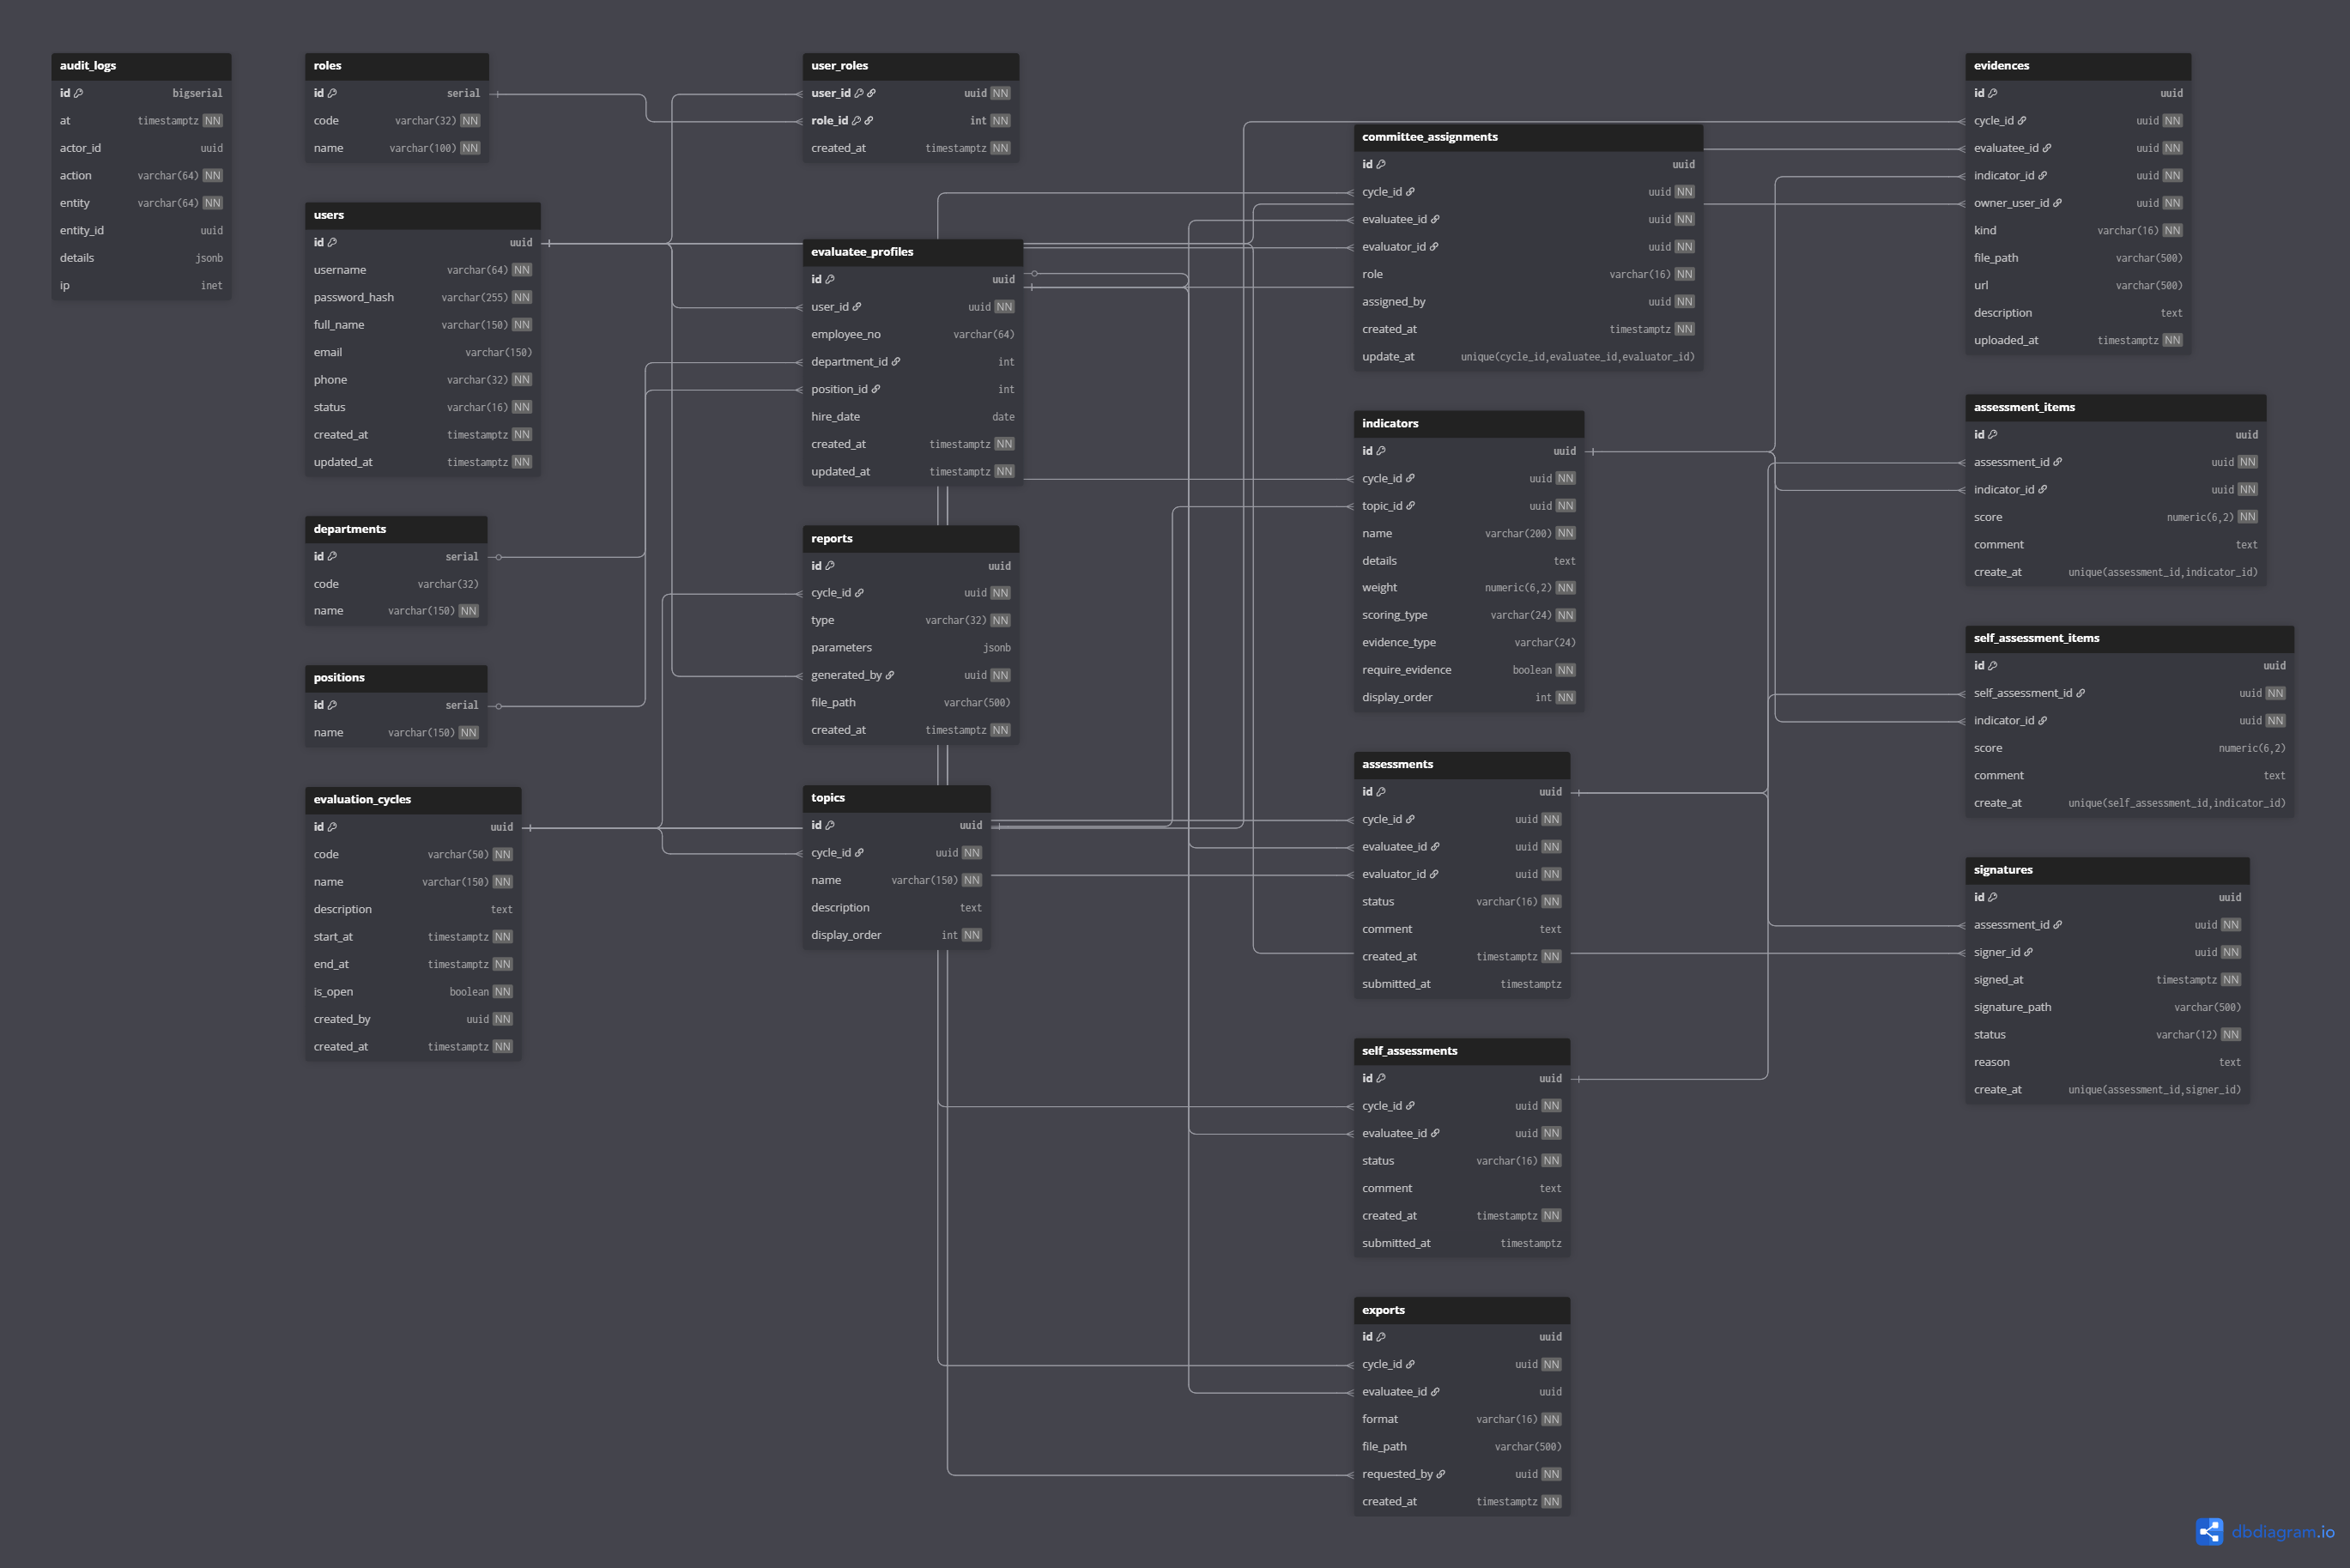 audit_logs
id bigserial
at timestamptz NN
actor_id uuid
action varchar(64) NN
entity varchar(64) NN
entity_id uuid
details jsonb
ip inet
roles
id serial
code varchar(32) NN
name varchar(100) NN
users
id uuid
username varchar(64) NN
password_hash varchar(255) NN
full_name varchar(150) NN
email varchar(150)
phone varchar(32) NN
status varchar(16) NN
created_at timestamptz NN
updated_at timestamptz NN
departments
id serial
code varchar(32)
name varchar(150) NN
positions
id serial
name varchar(150) NN
evaluation_cycles
id uuid
code varchar(50) NN
name varchar(150) NN
description text
start_at timestamptz NN
end_at timestamptz NN
is_open boolean NN
created_by uuid NN
created_at timestamptz NN
user_roles
user_id uuid NN
role_id int NN
created_at timestamptz NN
evaluatee_profiles
id uuid
user_id uuid NN
employee_no varchar(64)
department_id int
position_id int
hire_date date
created_at timestamptz NN
updated_at timestamptz NN
reports
id uuid
cycle_id uuid NN
type varchar(32) NN
parameters jsonb
generated_by uuid NN
file_path varchar(500)
created_at timestamptz NN
topics
id uuid
cycle_id uuid NN
name varchar(150) NN
description text
display_order int NN
committee_assignments
id uuid
cycle_id uuid NN
evaluatee_id uuid NN
evaluator_id uuid NN
role varchar(16) NN
assigned_by uuid NN
created_at timestamptz NN
update_at unique(cycle_id,evaluatee_id,evaluator_id)
indicators
id uuid
cycle_id uuid NN
topic_id uuid NN
name varchar(200) NN
details text
weight numeric(6,2) NN
scoring_type varchar(24) NN
evidence_type varchar(24)
require_evidence boolean NN
display_order int NN
assessments
id uuid
cycle_id uuid NN
evaluatee_id uuid NN
evaluator_id uuid NN
status varchar(16) NN
comment text
created_at timestamptz NN
submitted_at timestamptz
self_assessments
id uuid
cycle_id uuid NN
evaluatee_id uuid NN
status varchar(16) NN
comment text
created_at timestamptz NN
submitted_at timestamptz
exports
id uuid
cycle_id uuid NN
evaluatee_id uuid
format varchar(16) NN
file_path varchar(500)
requested_by uuid NN
created_at timestamptz NN
evidences
id uuid
cycle_id uuid NN
evaluatee_id uuid NN
indicator_id uuid NN
owner_user_id uuid NN
kind varchar(16) NN
file_path varchar(500)
url varchar(500)
description text
uploaded_at timestamptz NN
assessment_items
id uuid
assessment_id uuid NN
indicator_id uuid NN
score numeric(6,2) NN
comment text
create_at unique(assessment_id,indicator_id)
self_assessment_items
id uuid
self_assessment_id uuid NN
indicator_id uuid NN
score numeric(6,2)
comment text
create_at unique(self_assessment_id,indicator_id)
signatures
id uuid
assessment_id uuid NN
signer_id uuid NN
signed_at timestamptz NN
signature_path varchar(500)
status varchar(12) NN
reason text
create_at unique(assessment_id,signer_id)
dbdiagram.io